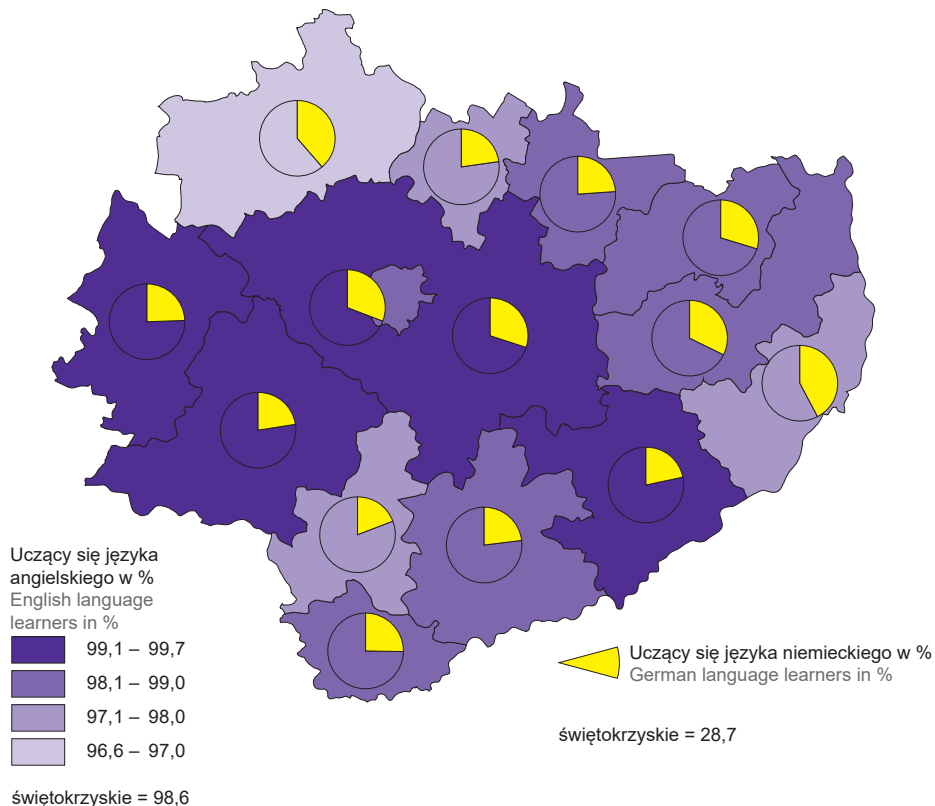 Uczący się języka
angielskiego w %
English language
learners in %
99,1 – 99,7
98,1 – 99,0
97,1 – 98,0
96,6 – 97,0
świętokrzyskie = 98,6
Uczący się języka niemieckiego w %
German language learners in %
świętokrzyskie = 28,7